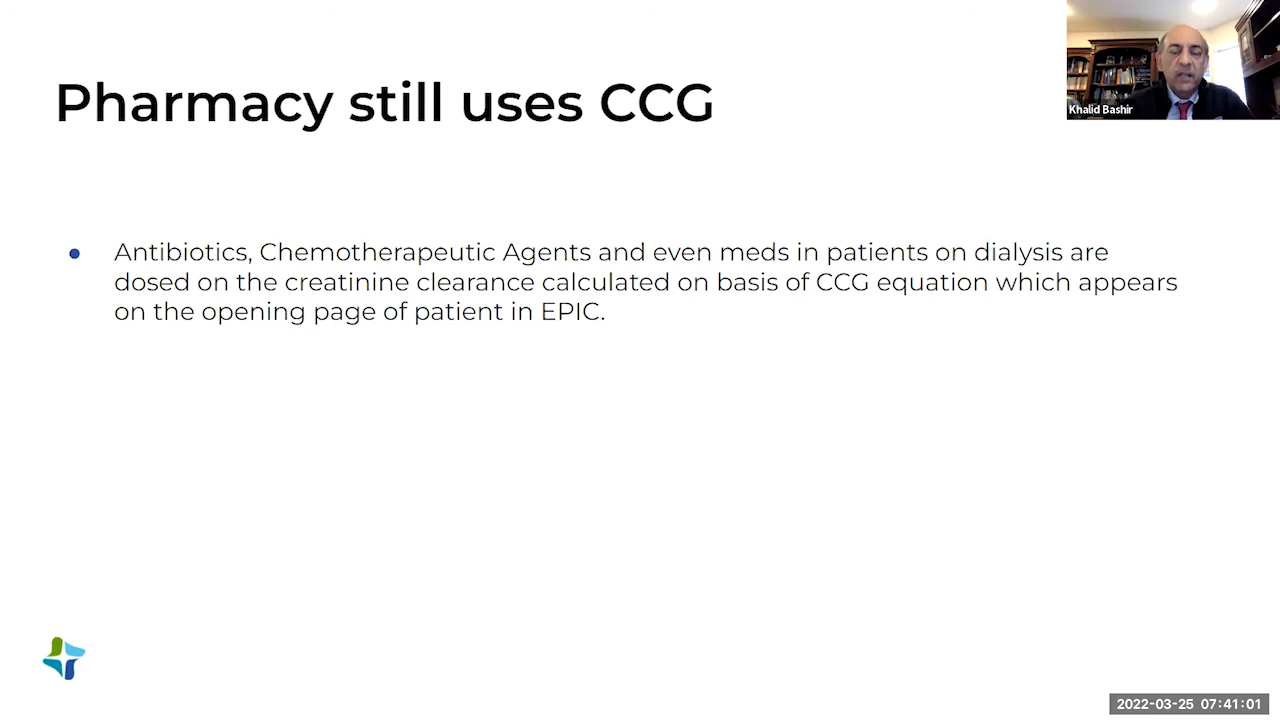 Pharmacy still uses CCG
Khalid Bashir
Antibiotics, Chemotherapeutic Agents and even meds in patients on dialysis are
dosed on the creatinine clearance calculated on basis of CCG equation which appears
on the opening page of patient in EPIC.
2022-03-25 07:41:01